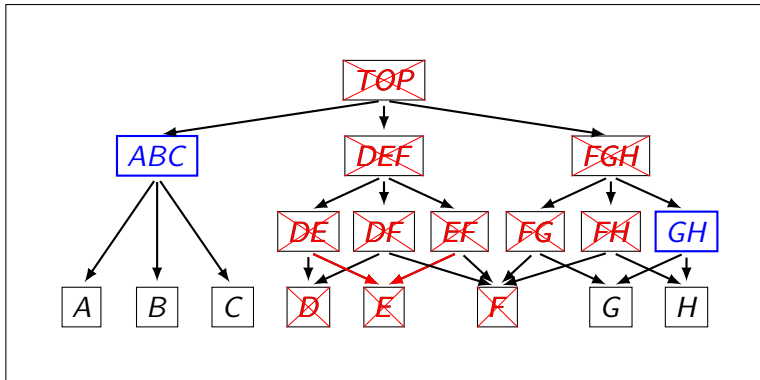 TOP
ABC DEF FGH
DE DF EF FG FH GH
A B C D E F G H